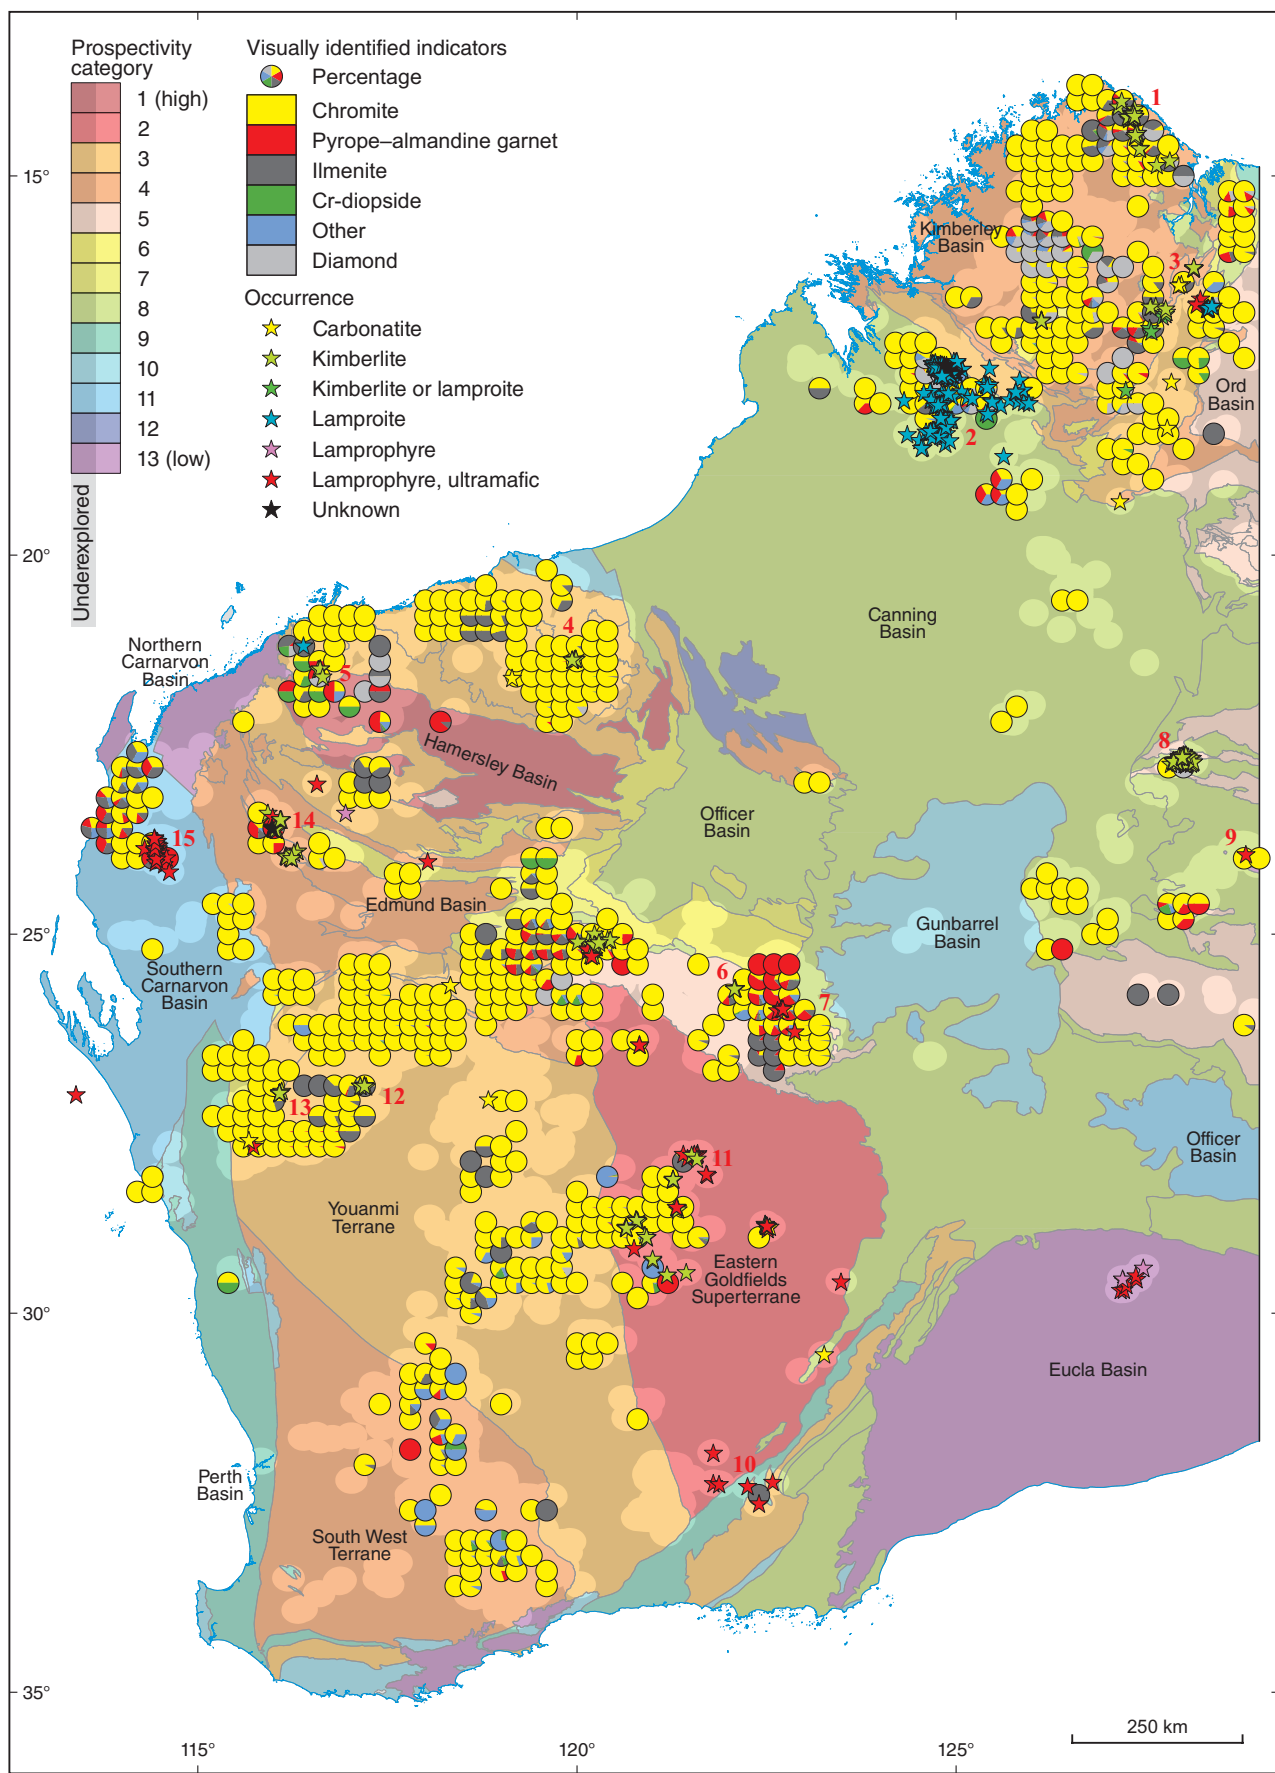 Prospectivity
category
1 (high)
2
3
4
5
6
7
8
9
10
11
12
13 (low)
Underexplored
Visually identified indicators
Percentage
Chromite
Pyrope–almandine garnet
Ilmenite
Cr-diopside
Other
Diamond
Occurrence
Carbonatite
Kimberlite
Kimberlite or lamproite
Lamproite
Lamprophyre
Lamprophyre, ultramafic
Unknown
15°
20°
25°
30°
35°
115°
120°
125°
250 km
1
Kimberley
Basin
3
Ord
Basin
2
Canning
Basin
4
Northern
Carnarvon
Basin
5
Hamersley Basin
8
Officer
Basin
14
15
9
Edmund Basin
Gunbarrel
Basin
Southern
Carnarvon
Basin
6
7
12
13
11
Officer
Basin
Youanmi
Terrane
Eastern
Goldfields
Superterrane
Eucla Basin
10
Perth
Basin
South West
Terrane